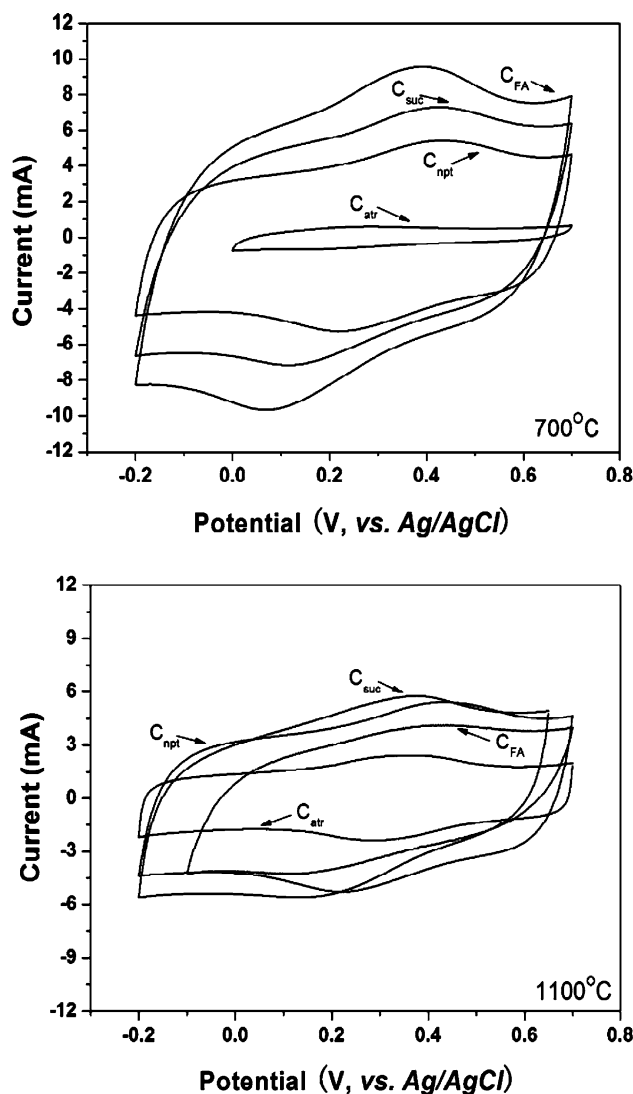 12
10
8
6
4
2
0
-2
-4
-6
-8
-10
-12
Current (mA)
C_FA
C_suc
C_npt
C_atr
700°C
-0.2 0.0 0.2 0.4 0.6 0.8
Potential (V, vs. Ag/AgCl)
12
9
6
3
0
-3
-6
-9
-12
Current (mA)
C_suc
C_npt
C_FA
C_atr
1100°C
-0.2 0.0 0.2 0.4 0.6 0.8
Potential (V, vs. Ag/AgCl)